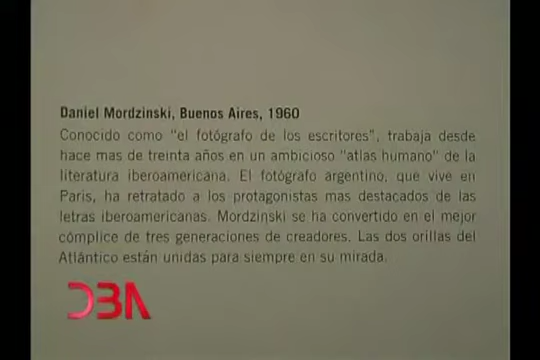 Daniel Mordzinski, Buenos Aires, 1960
Conocido como "el fotógrafo de los escritores", trabaja desde
hace mas de treinta años en un ambicioso "atlas humano" de la
literatura iberoamericana. El fotógrafo argentino, que vive en
Paris, ha retratado a los protagonistas mas destacados de las
letras iberoamericanas. Mordzinski se ha convertido en el mejor
cómplice de tres generaciones de creadores. Las dos orillas del
Atlántico están unidas para siempre en su mirada.
DBA